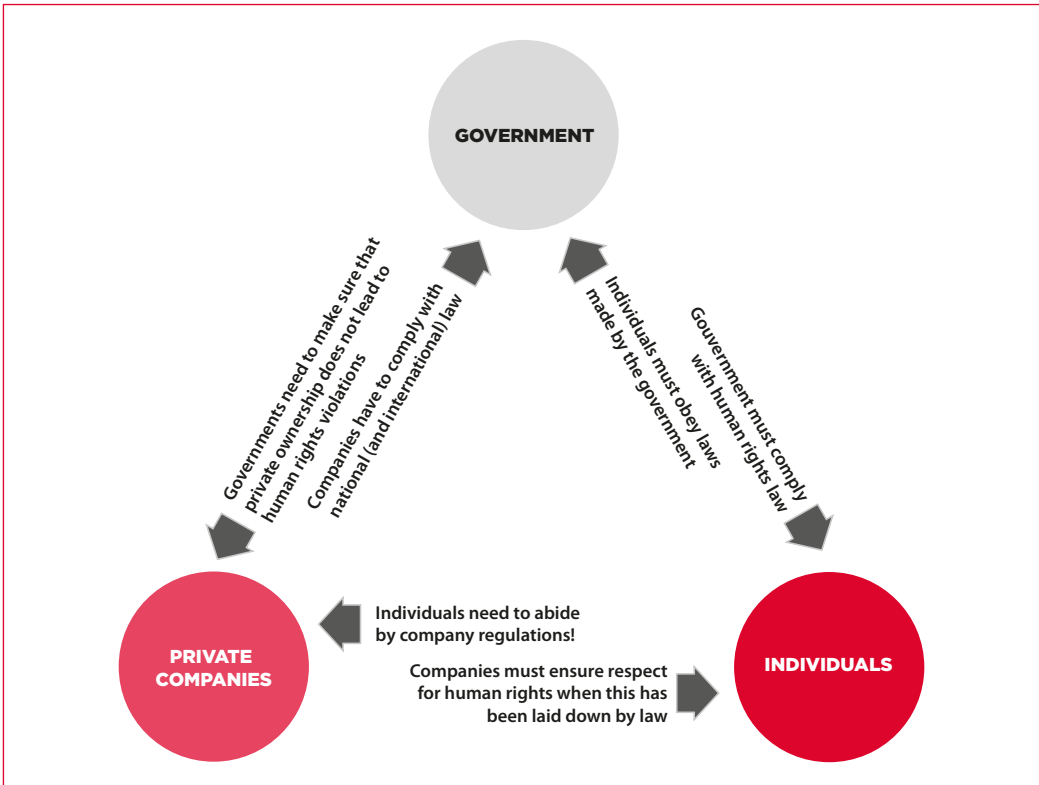 GOVERNMENT
Governments need to make sure that
private ownership does not lead to
human rights violations
Companies have to comply with
national (and international) law
Individuals must obey laws
made by the government
Gouvernment must comply
with human rights law
PRIVATE
COMPANIES
Individuals need to abide
by company regulations!
Companies must ensure respect
for human rights when this has
been laid down by law
INDIVIDUALS